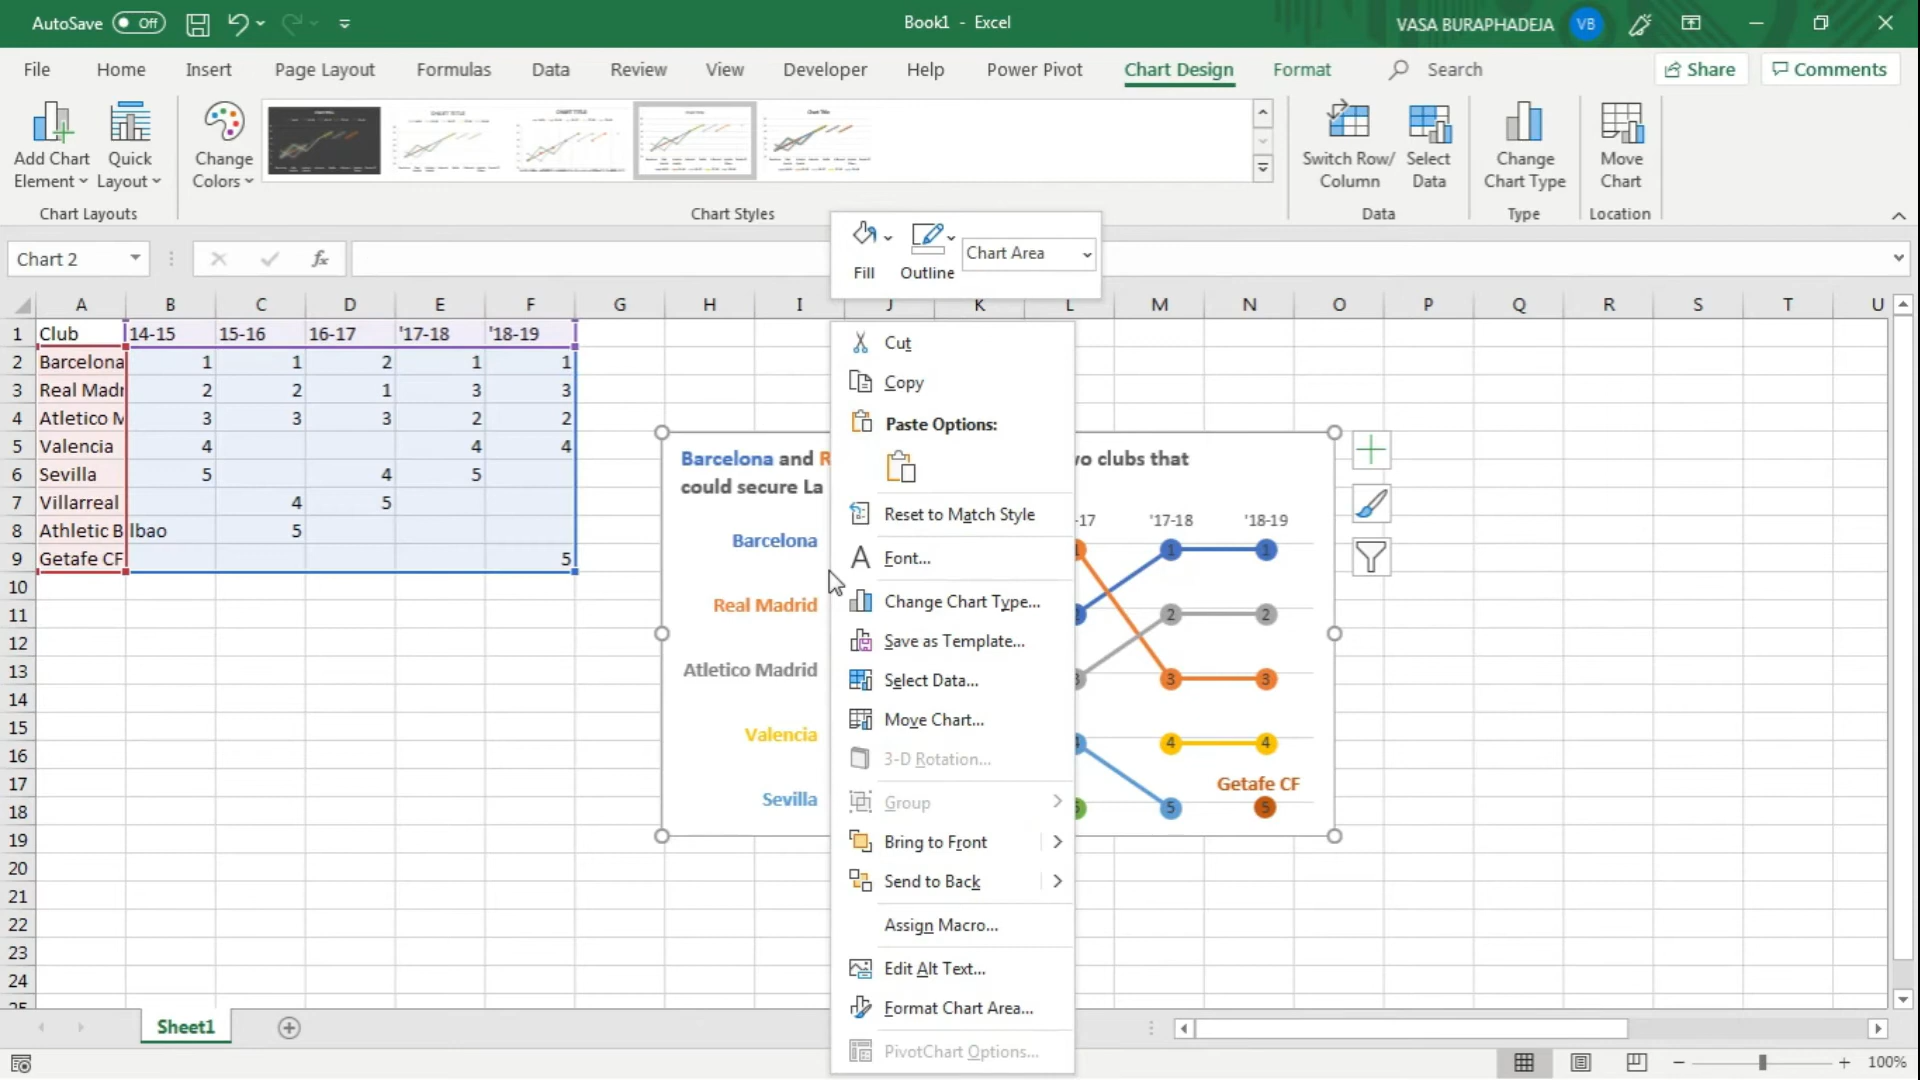 AutoSave Off
Book1 - Excel
VASA BURAPHADEJA VB
File Home Insert Page Layout Formulas Data Review View Developer Help Power Pivot Chart Design Format Search Share Comments
Add Chart Element
Quick Layout
Change Colors
Switch Row/ Column
Select Data
Change Chart Type
Move Chart
Chart Layouts
Chart Styles
Data
Type
Location
Chart 2
fx
Fill
Outline
Chart Area
A B C D E F G H I J K L M N O P Q R S T U
1 Club 14-15 15-16 16-17 '17-18 '18-19
2 Barcelona 1 1 2 1 1
3 Real Madr 2 2 1 3 3
4 Atletico M 3 3 3 2 2
5 Valencia 4 4 4
6 Sevilla 5 4 5
7 Villarreal 4 5
8 Athletic Bilbao 5
9 Getafe CF 5
10
11
12
13
14
15
16
17
18
19
20
21
22
23
24
25
Barcelona and R
vo clubs that
could secure La
-17 '17-18 '18-19
Barcelona 1 1 1
Real Madrid 2 2
Atletico Madrid 3 3 3
Valencia 4 4 4
Getafe CF
Sevilla 5 5 5
Cut
Copy
Paste Options:
Reset to Match Style
Font...
Change Chart Type...
Save as Template...
Select Data...
Move Chart...
3-D Rotation...
Group
Bring to Front
Send to Back
Assign Macro...
Edit Alt Text...
Format Chart Area...
PivotChart Options...
Sheet1
100%